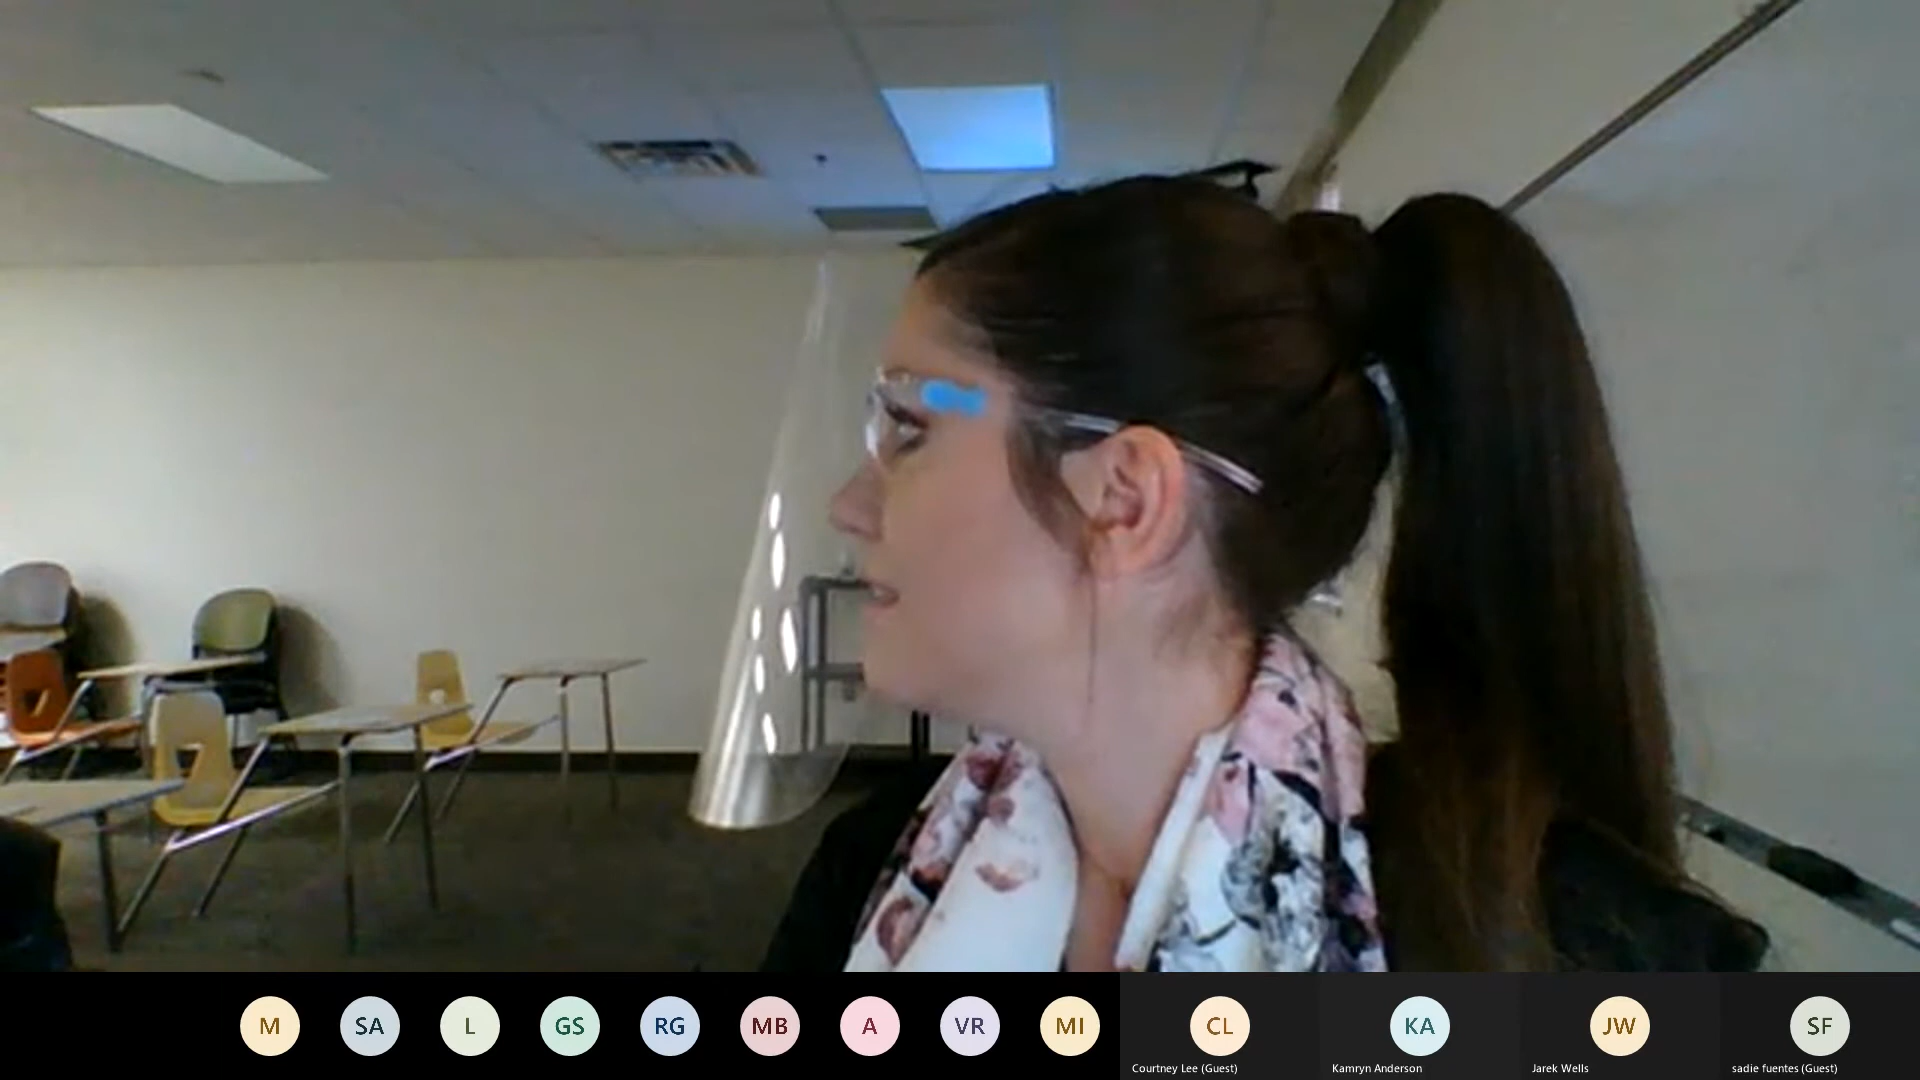 M SA L GS RG MB A VR MI CL KA JW SF
Courtney Lee (Guest) Kamryn Anderson Jarek Wells sadie fuentes (Guest)